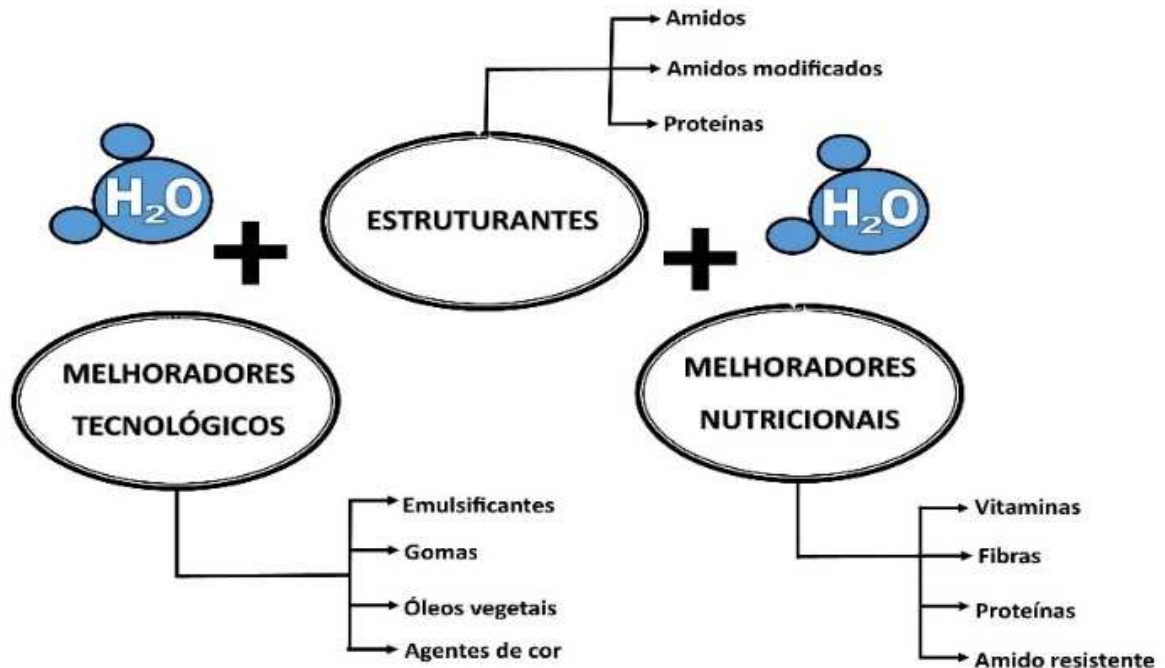 Amidos
Amidos modificados
Proteínas
H₂O
ESTRUTURANTES
H₂O
MELHORADORES
TECNOLÓGICOS
MELHORADORES
NUTRICIONAIS
Emulsificantes
Gomas
Óleos vegetais
Agentes de cor
Vitaminas
Fibras
Proteínas
Amido resistente